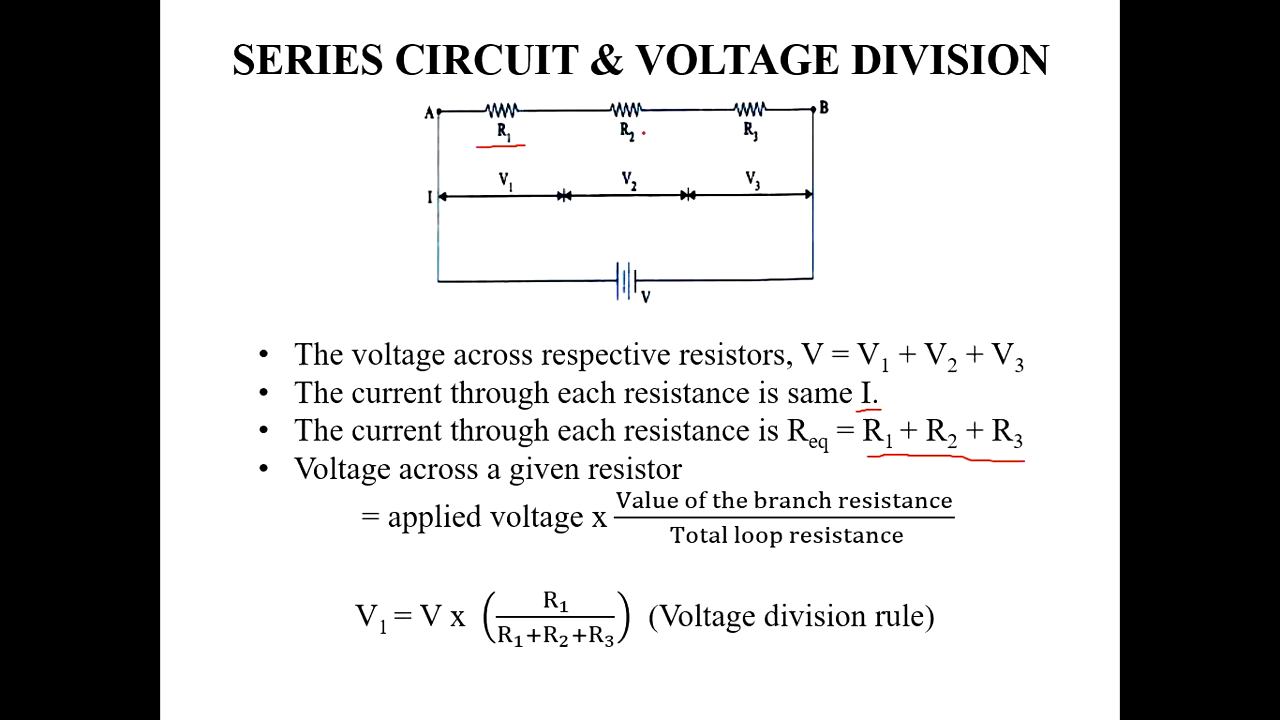 SERIES CIRCUIT & VOLTAGE DIVISION
A B
R₁ R₂ R₃
V₁ V₂ V₃
I
V
• The voltage across respective resistors, V = V₁ + V₂ + V₃
• The current through each resistance is same I.
• The current through each resistance is Rₑq = R₁ + R₂ + R₃
• Voltage across a given resistor
= applied voltage x Value of the branch resistance / Total loop resistance
V₁ = V x (R₁ / R₁+R₂+R₃) (Voltage division rule)